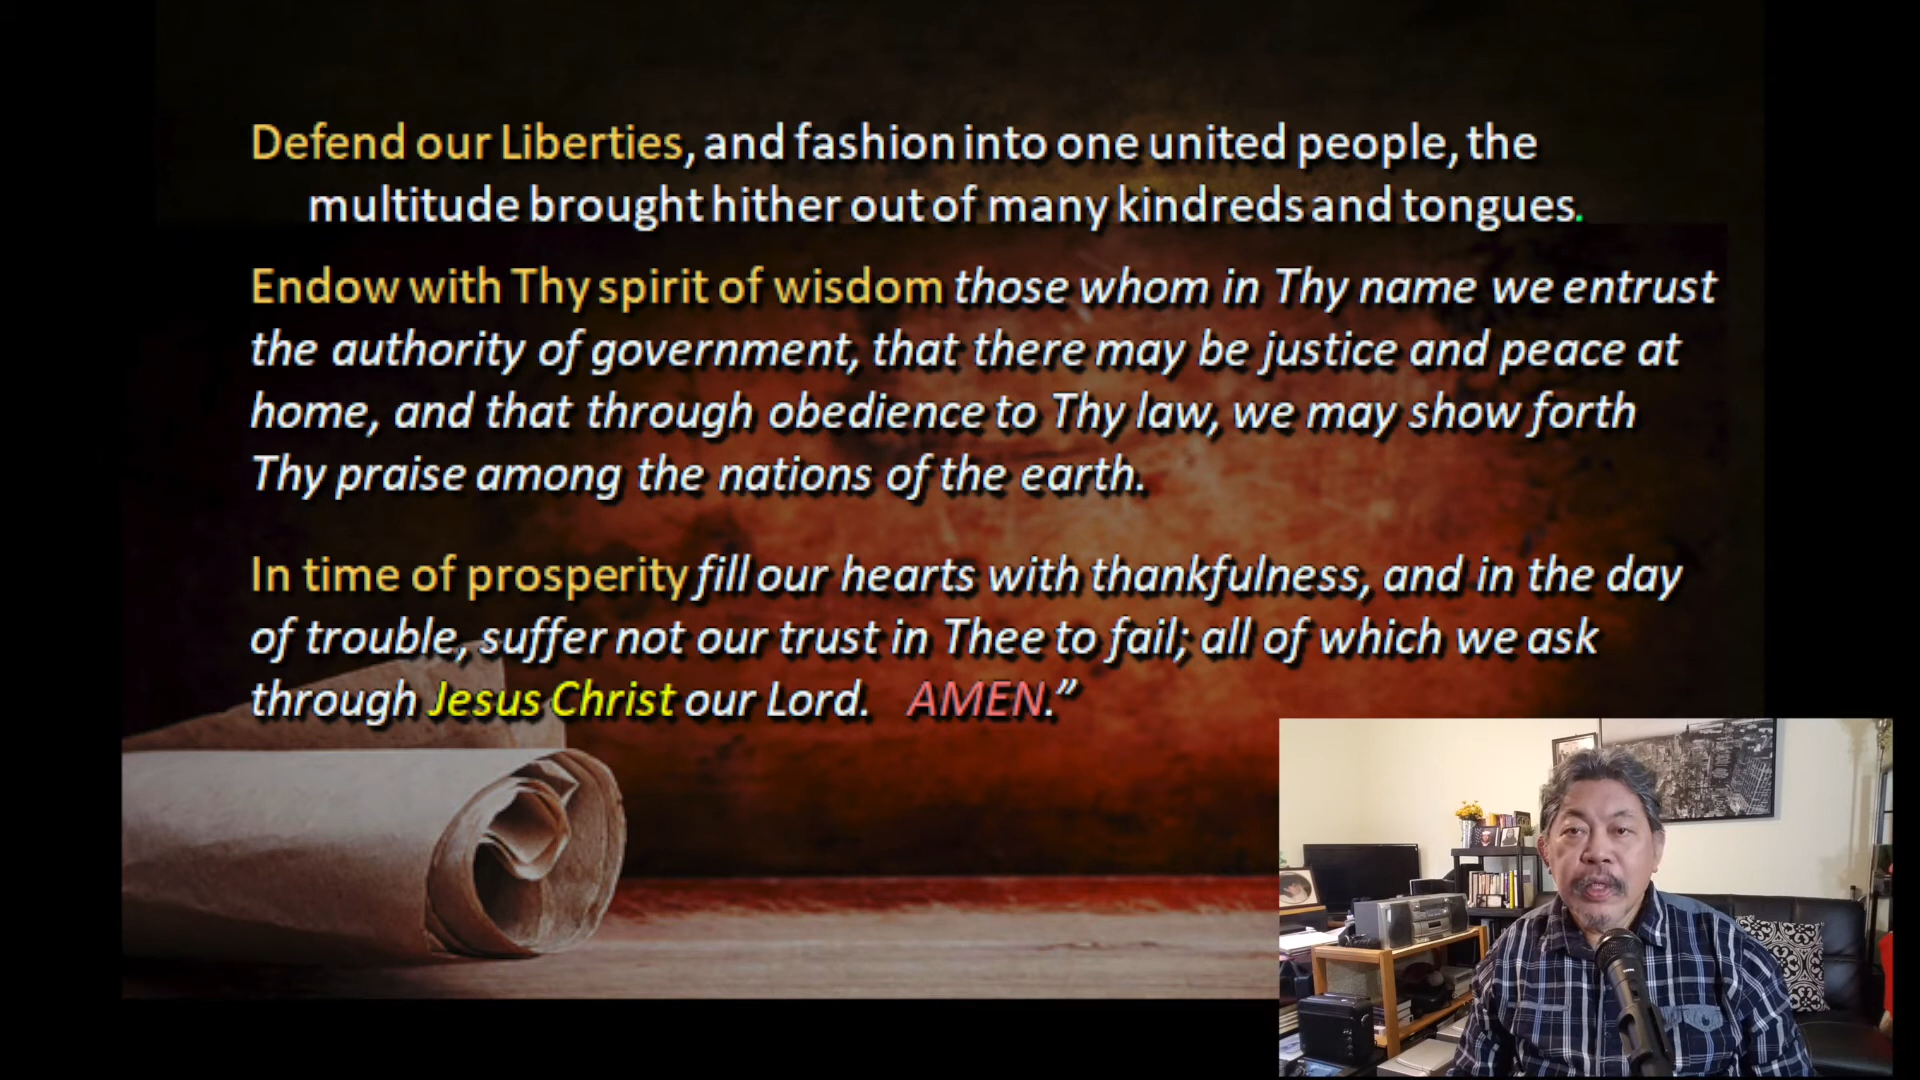 Defend our Liberties, and fashion into one united people, the
multitude brought hither out of many kindreds and tongues.
Endow with Thy spirit of wisdom those whom in Thy name we entrust
the authority of government, that there may be justice and peace at
home, and that through obedience to Thy law, we may show forth
Thy praise among the nations of the earth.
In time of prosperity fill our hearts with thankfulness, and in the day
of trouble, suffer not our trust in Thee to fail; all of which we ask
through Jesus Christ our Lord. AMEN.”